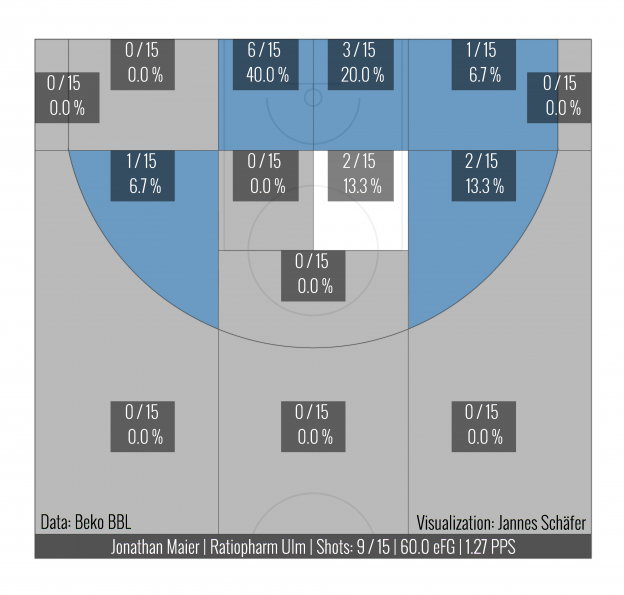 0 / 15
0.0 %
6 / 15
40.0 %
3 / 15
20.0 %
1 / 15
6.7 %
0 / 15
0.0 %
0 / 15
0.0 %
1 / 15
6.7 %
0 / 15
0.0 %
2 / 15
13.3 %
2 / 15
13.3 %
0 / 15
0.0 %
0 / 15
0.0 %
0 / 15
0.0 %
0 / 15
0.0 %
Data: Beko BBL
Visualization: Jannes Schäfer
Jonathan Maier | Ratiopharm Ulm | Shots: 9 / 15 | 60.0 eFG | 1.27 PPS